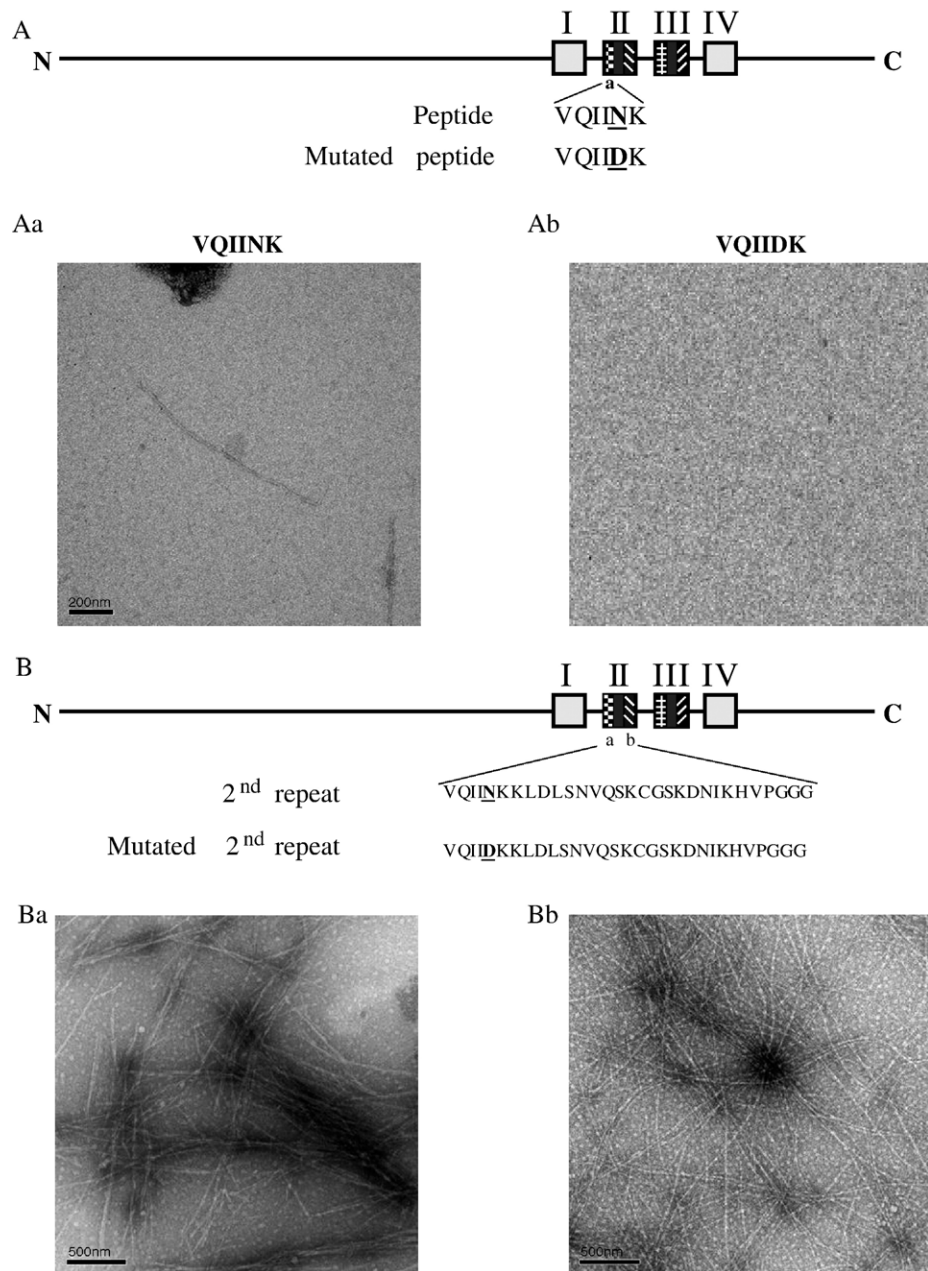 A
I II III IV
N C
a
Peptide VQIINK
Mutated peptide VQIIDK
Aa Ab
VQIINK VQIIDK
200nm
B
I II III IV
N C
a b
2nd repeat VQIINKKLDLSNVQSKCGSKDNIKHVPGGG
Mutated 2nd repeat VQIIDKKLDLSNVQSKCGSKDNIKHVPGGG
Ba Bb
500nm 500nm